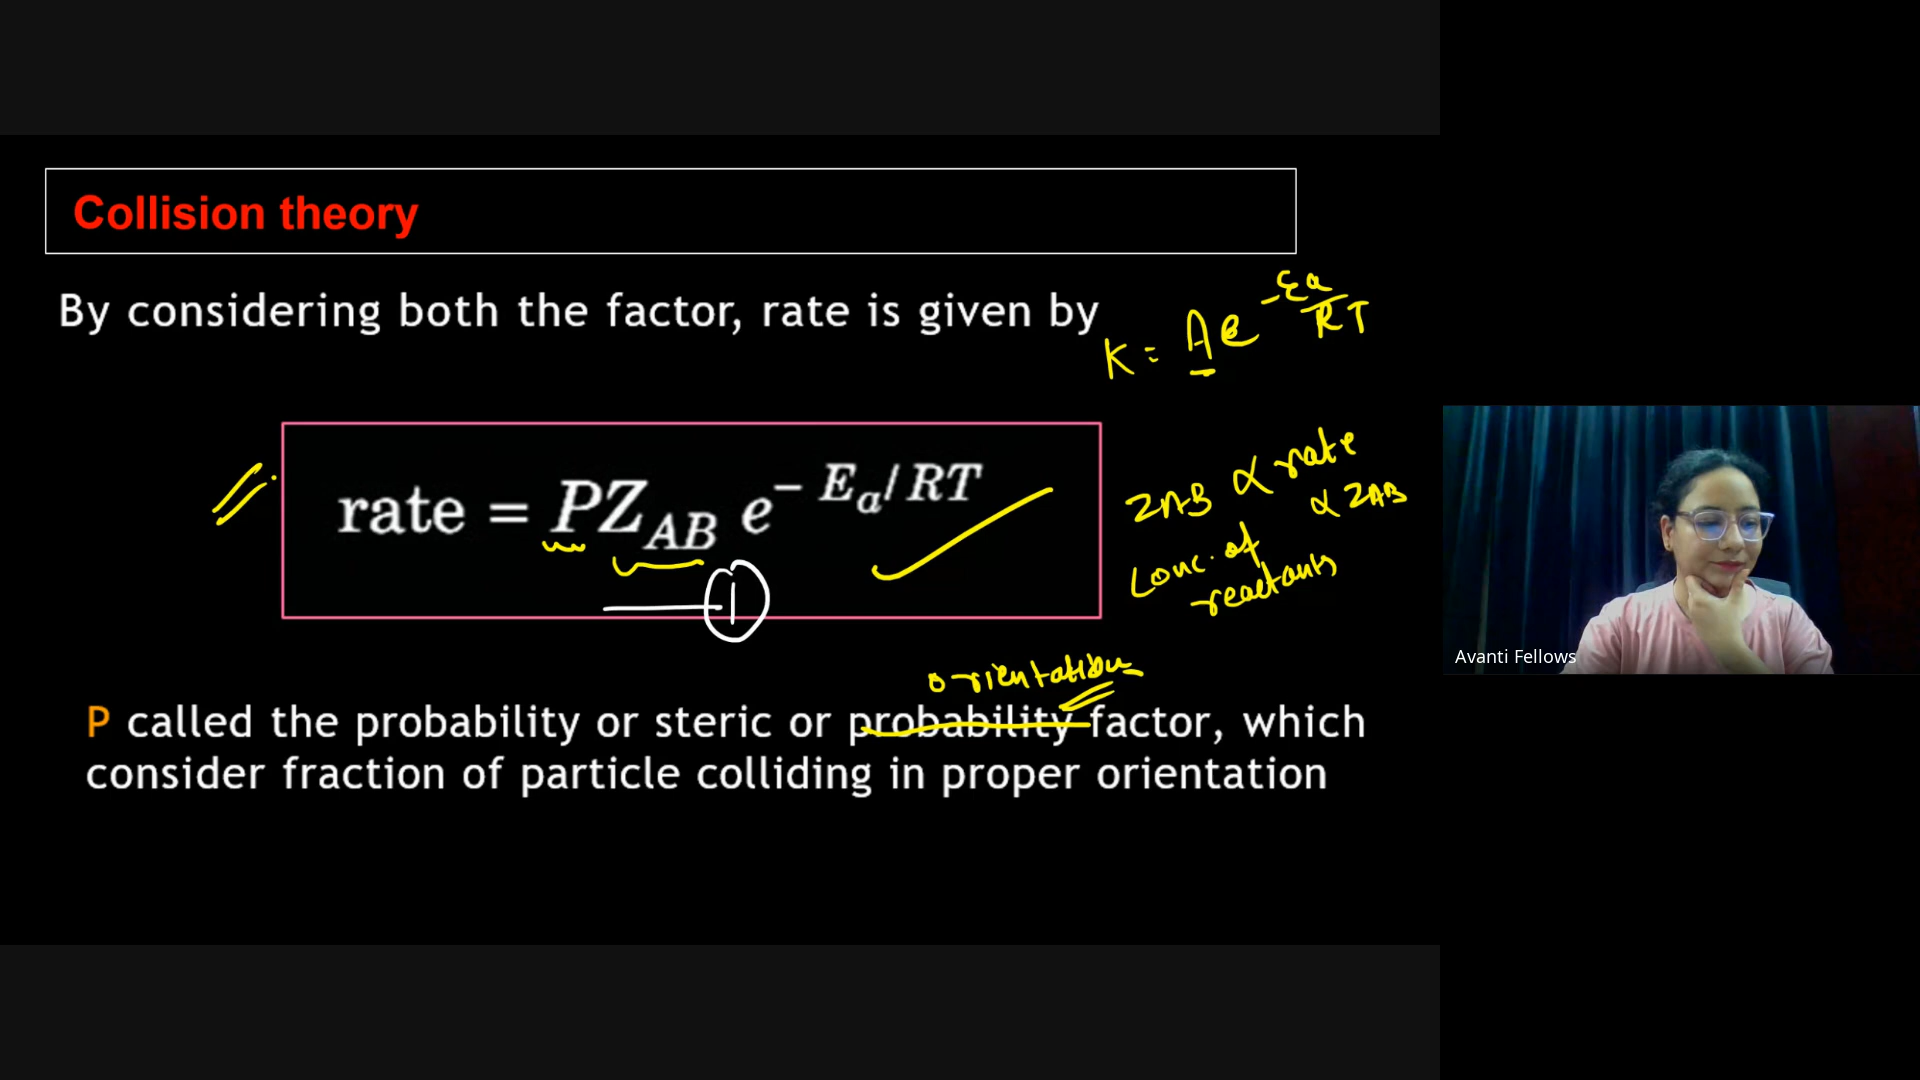 Collision theory
By considering both the factor, rate is given by
K = A e -Ea/RT
rate = PZAB e− Ea/RT
1
ZAB ∝ rate
Conc. of ∝ ZAB
reactants
orientation
P called the probability or steric or probability factor, which
consider fraction of particle colliding in proper orientation
Avanti Fellows